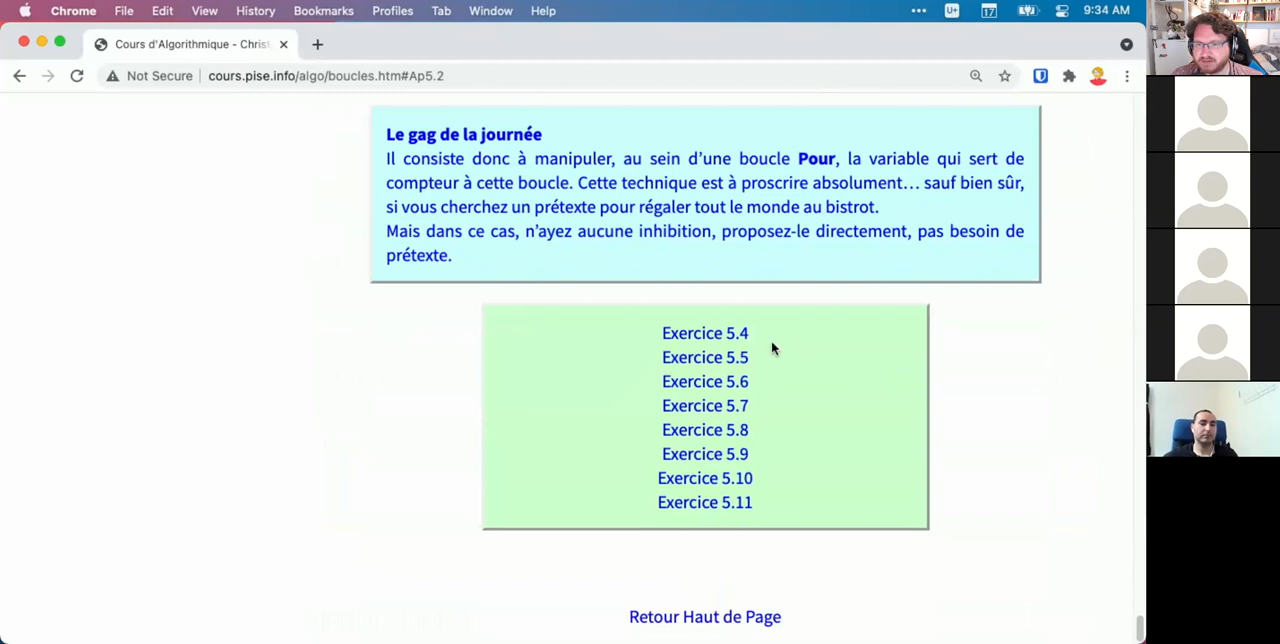 Chrome File Edit View History Bookmarks Profiles Tab Window Help ••• U+ 17 9:34 AM
Cours d'Algorithmique - Christ
Not Secure cours.pise.info/algo/boucles.htm#Ap5.2
Le gag de la journée
Il consiste donc à manipuler, au sein d’une boucle Pour, la variable qui sert de
compteur à cette boucle. Cette technique est à proscrire absolument… sauf bien sûr,
si vous cherchez un prétexte pour régaler tout le monde au bistrot.
Mais dans ce cas, n’ayez aucune inhibition, proposez-le directement, pas besoin de
prétexte.
Exercice 5.4
Exercice 5.5
Exercice 5.6
Exercice 5.7
Exercice 5.8
Exercice 5.9
Exercice 5.10
Exercice 5.11
Retour Haut de Page